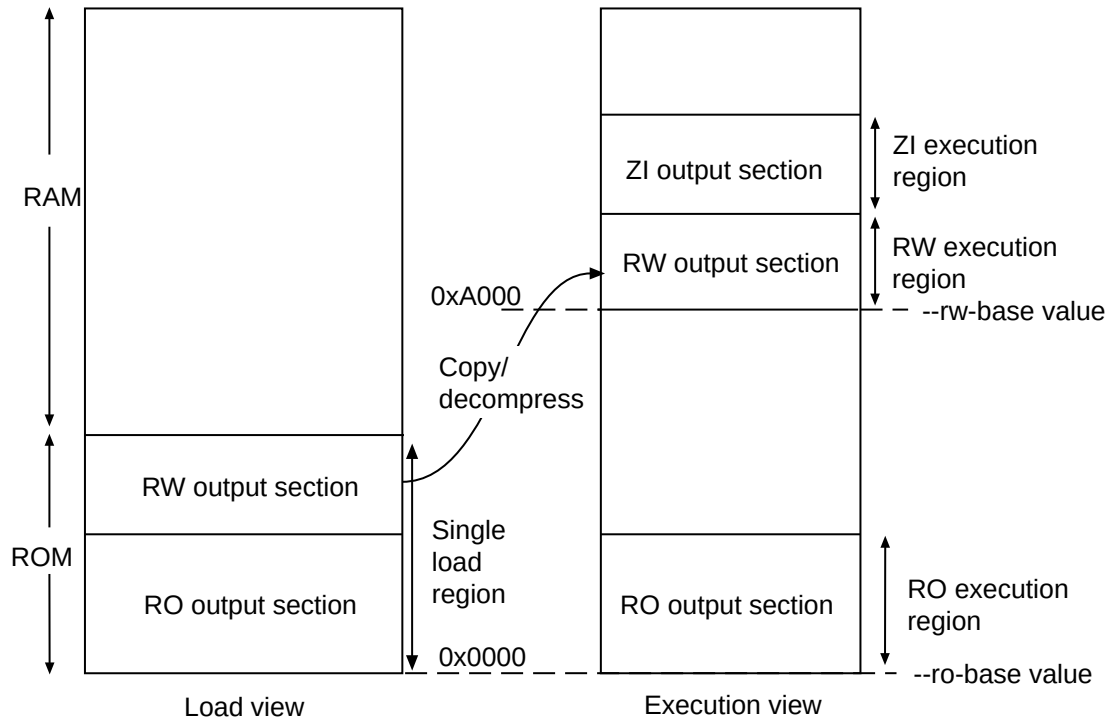 RAM
ROM
RW output section
RO output section
Load view
Single
load
region
Copy/
decompress
0xA000
0x0000
ZI output section
RW output section
RO output section
Execution view
ZI execution
region
RW execution
region
--rw-base value
RO execution
region
--ro-base value